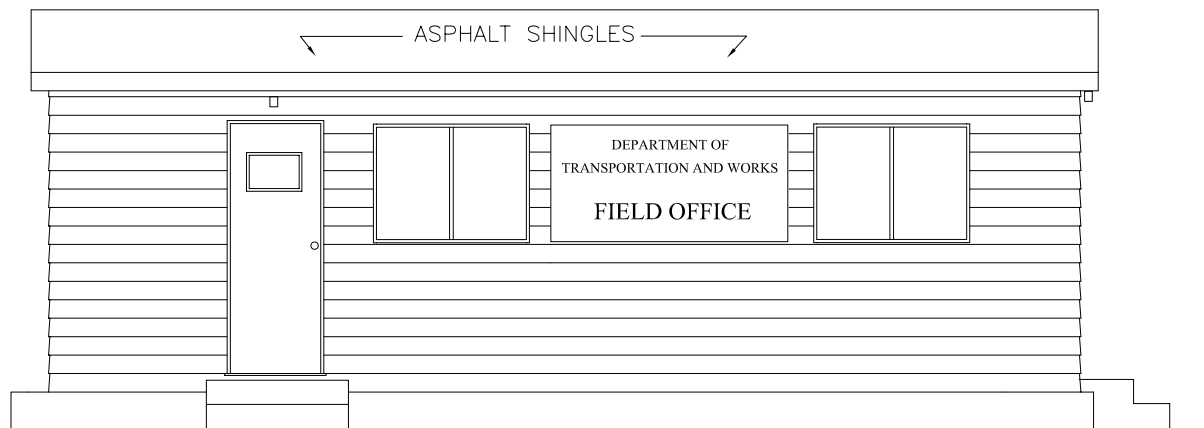 ASPHALT SHINGLES
DEPARTMENT OF
TRANSPORTATION AND WORKS
FIELD OFFICE